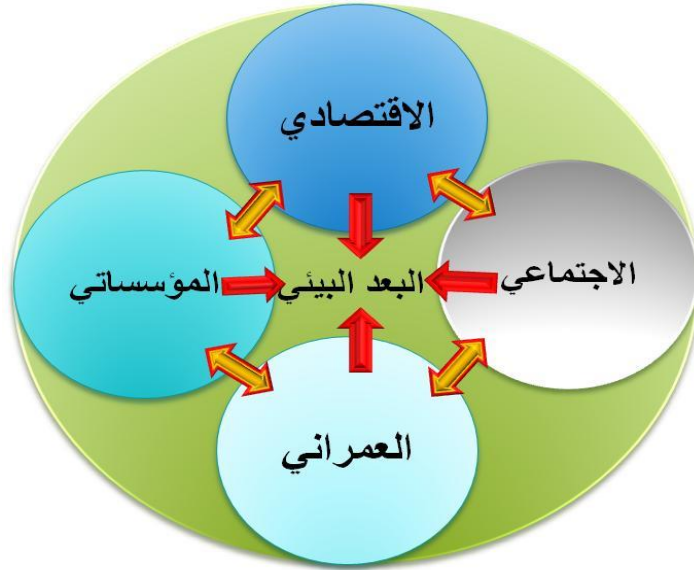 الاقتصادي
الاجتماعي
البعد البيئي
المؤسساتي
العمراني